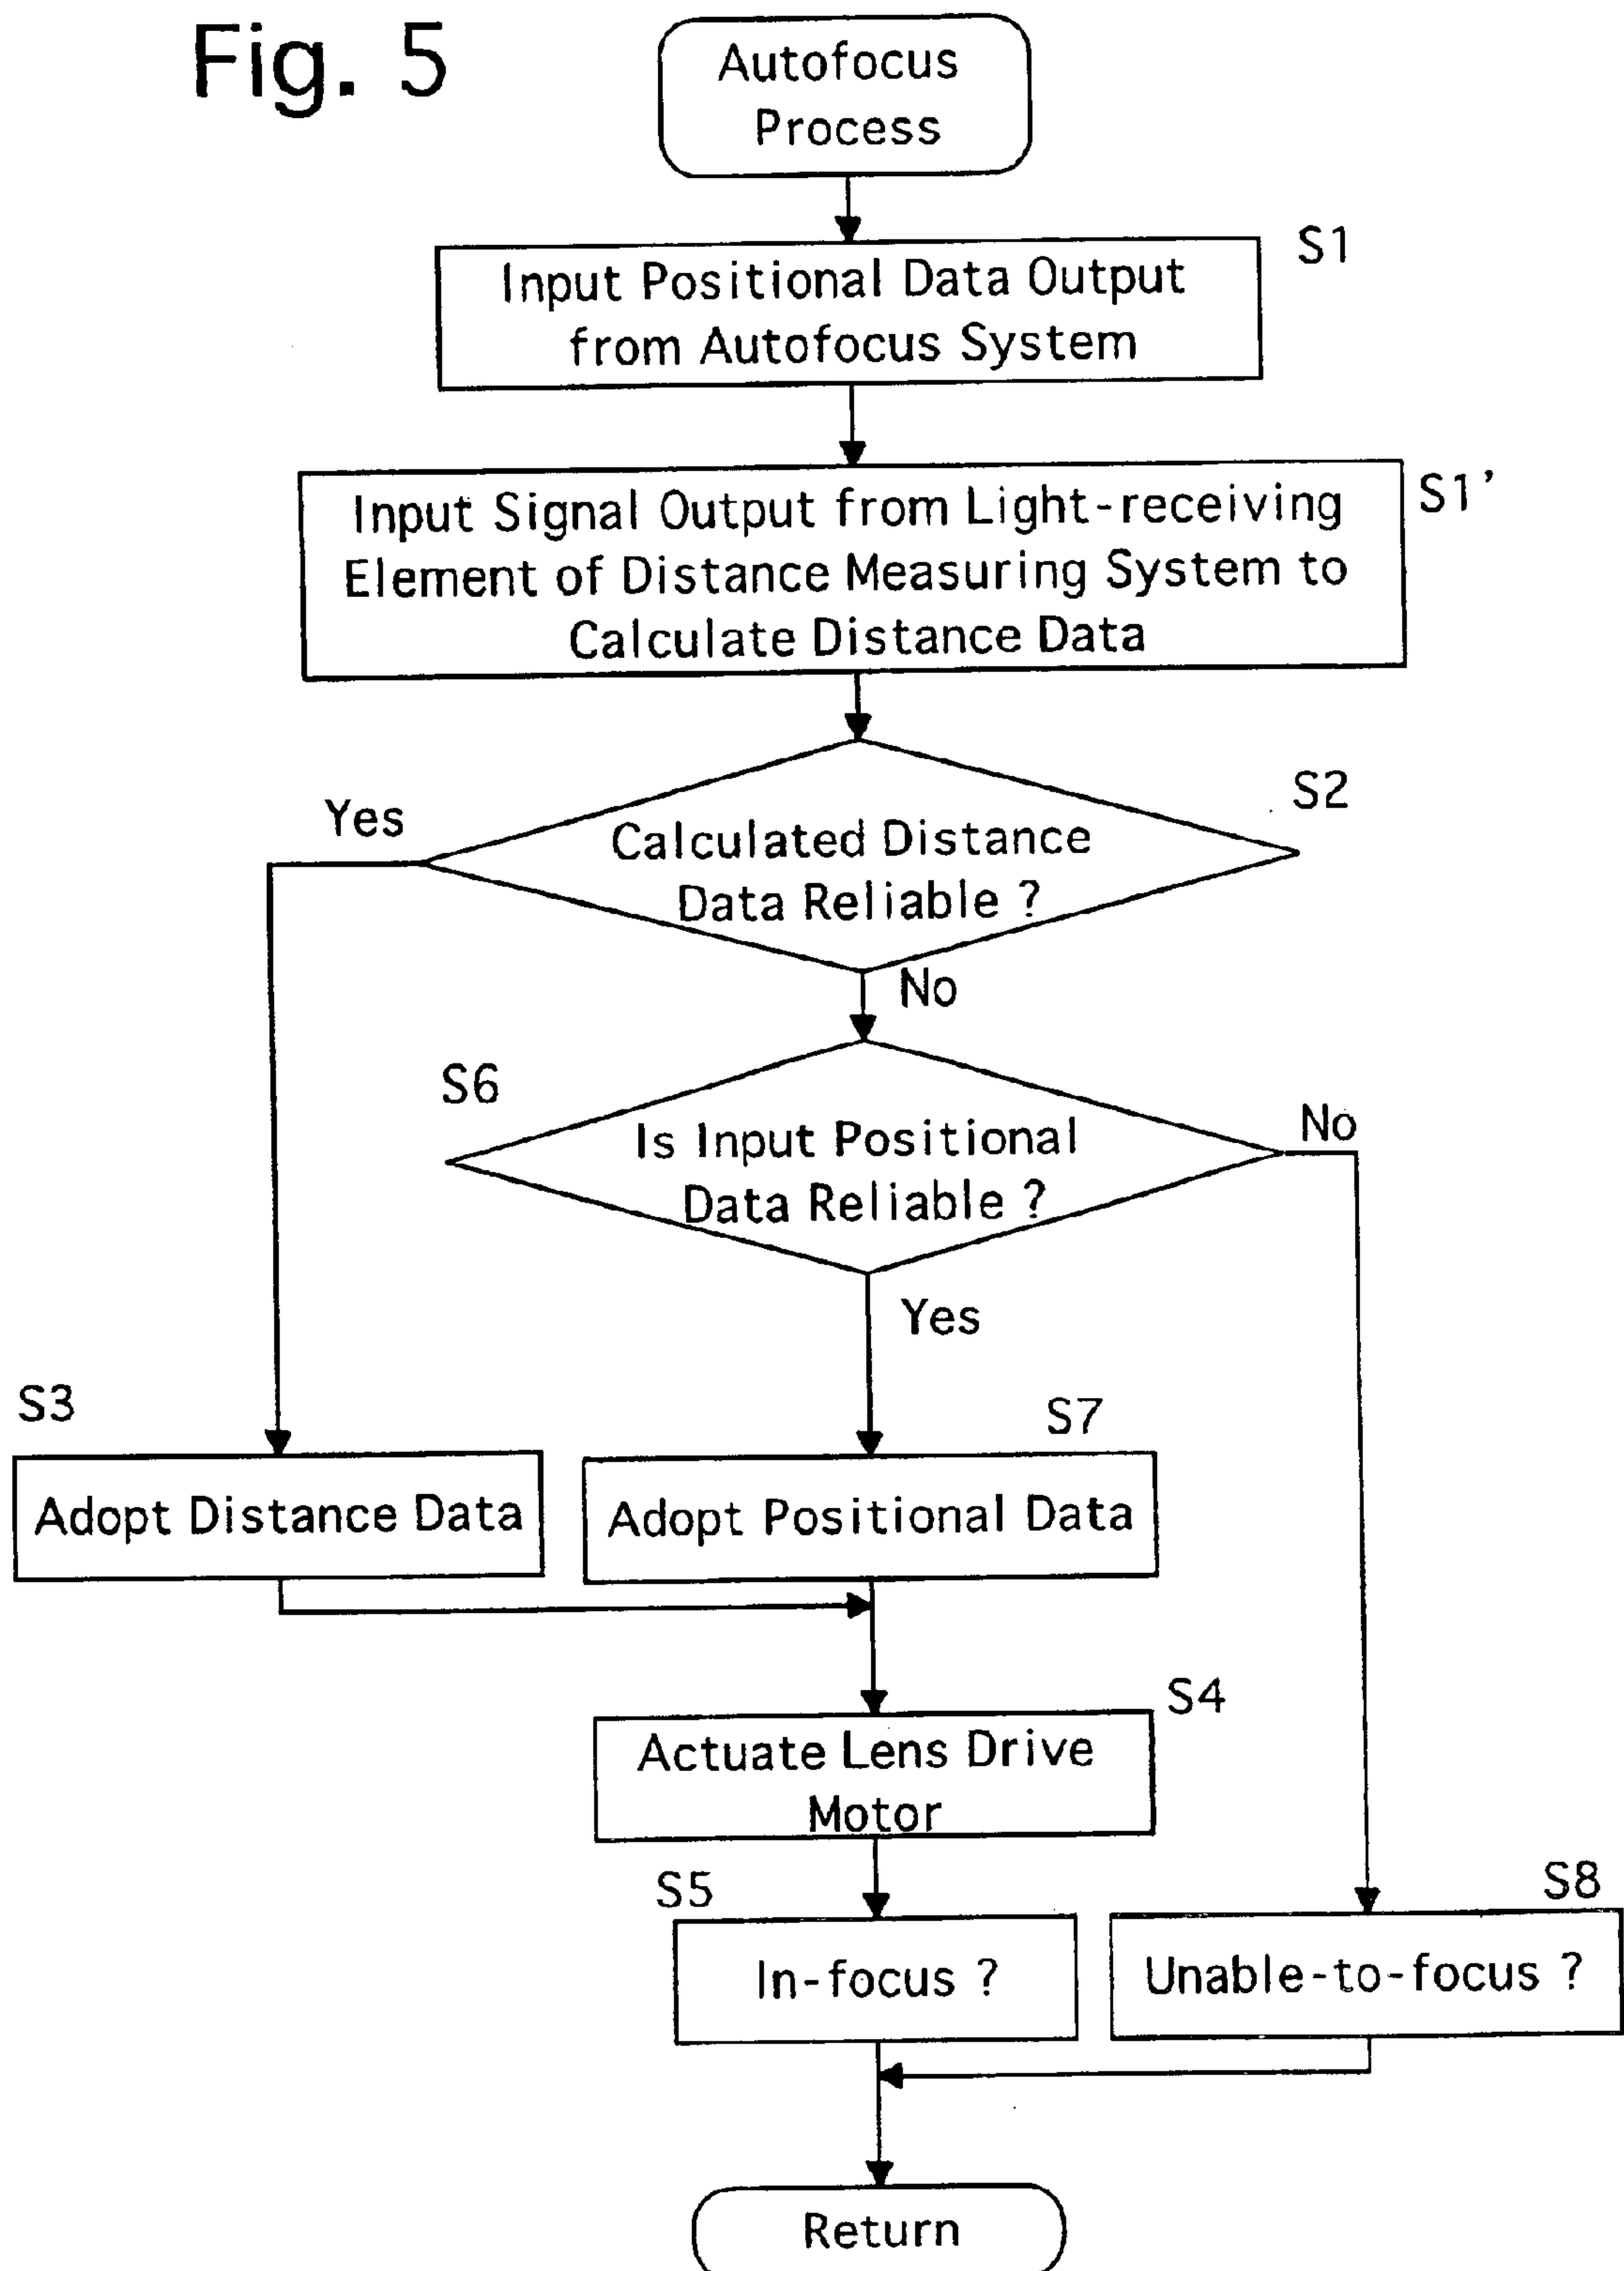 Fig. 5
Autofocus
Process
S1
Input Positional Data Output
from Autofocus System
S1'
Input Signal Output from Light-receiving
Element of Distance Measuring System to
Calculate Distance Data
S2
Yes
Calculated Distance
Data Reliable ?
No
S6
Is Input Positional
Data Reliable ?
No
Yes
S3
Adopt Distance Data
S7
Adopt Positional Data
S4
Actuate Lens Drive
Motor
S5
In-focus ?
S8
Unable-to-focus ?
Return